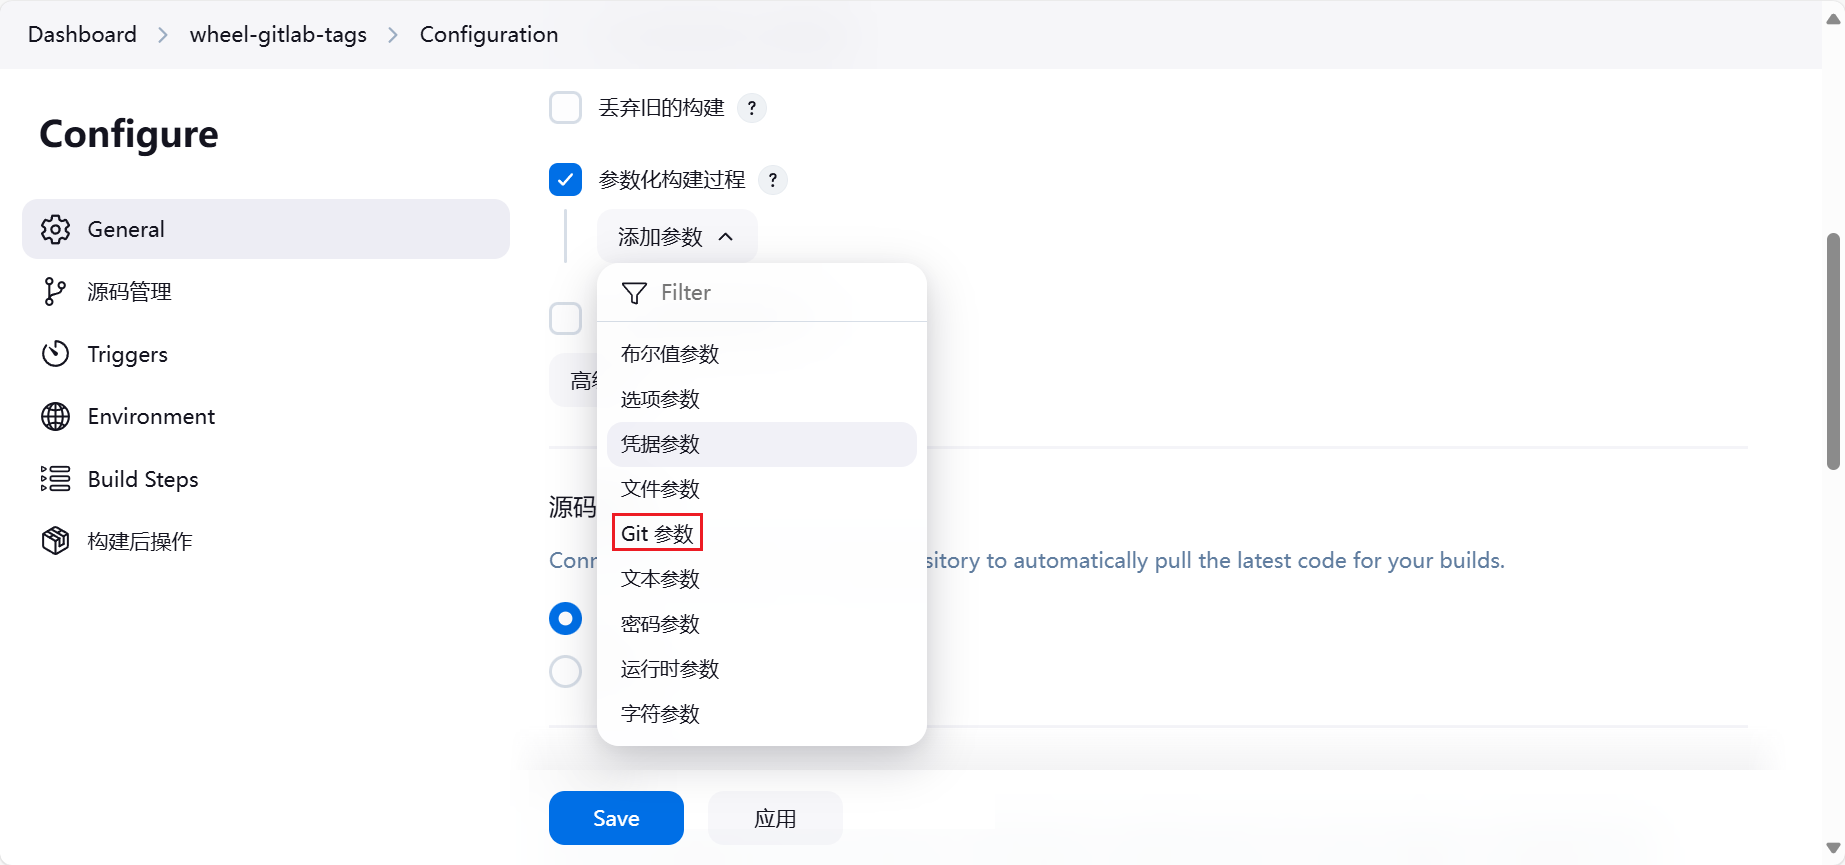 Dashboard > wheel-gitlab-tags > Configuration
Configure
General
源码管理
Triggers
Environment
Build Steps
构建后操作
丢弃旧的构建 ?
参数化构建过程 ?
添加参数
Filter
布尔值参数
选项参数
凭据参数
文件参数
Git 参数
文本参数
密码参数
运行时参数
字符参数
高
源码
Conn
sitory to automatically pull the latest code for your builds.
Save
应用